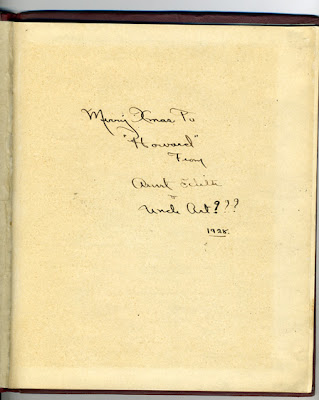 Merry Xmas To
"Howard"
From
Aunt
&
Uncle Art???
1928.